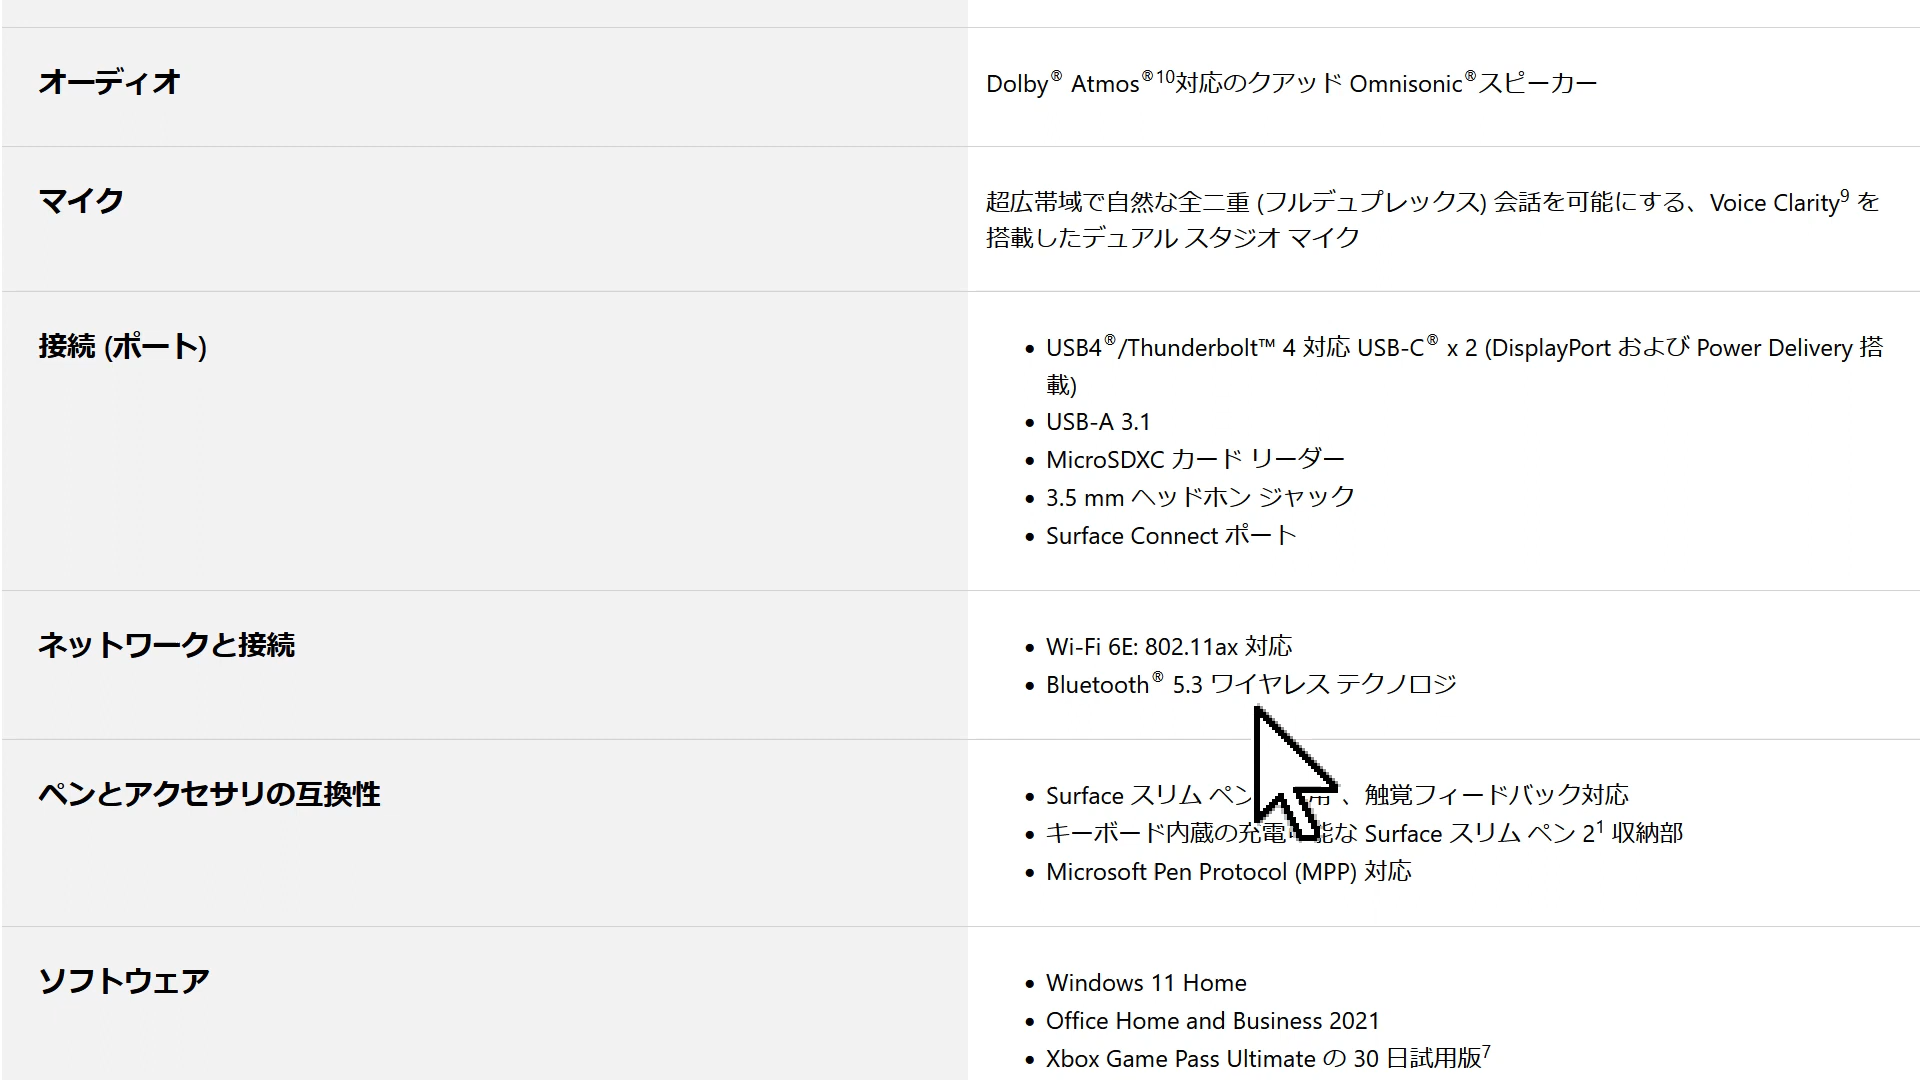 オーディオ
Dolby® Atmos®10対応のクアッド Omnisonic®スピーカー
マイク
超広帯域で自然な全二重 (フルデュプレックス) 会話を可能にする、Voice Clarity9 を
搭載したデュアル スタジオ マイク
接続 (ポート)
USB4®/Thunderbolt™ 4 対応 USB-C® x 2 (DisplayPort および Power Delivery 搭
載)
USB-A 3.1
MicroSDXC カード リーダー
3.5 mm ヘッドホン ジャック
Surface Connect ポート
ネットワークと接続
Wi-Fi 6E: 802.11ax 対応
Bluetooth® 5.3 ワイヤレス テクノロジ
ペンとアクセサリの互換性
Surface スリム ペン 用、触覚フィードバック対応
キーボード内蔵の充電 能な Surface スリム ペン 21 収納部
Microsoft Pen Protocol (MPP) 対応
ソフトウェア
Windows 11 Home
Office Home and Business 2021
Xbox Game Pass Ultimate の 30 日試用版7